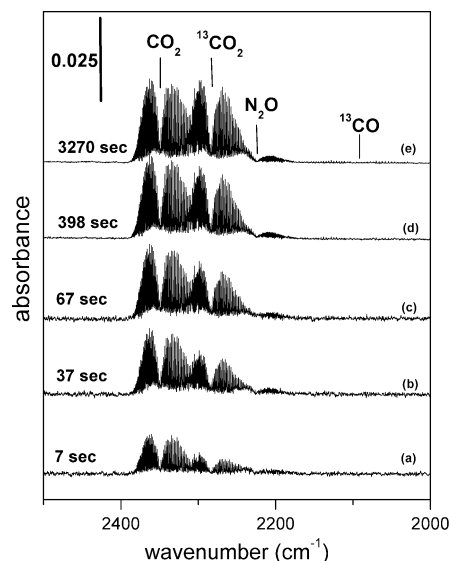 CO₂
¹³CO₂
0.025
N₂O
¹³CO
3270 sec
(e)
398 sec
(d)
absorbance
67 sec
(c)
37 sec
(b)
7 sec
(a)
2400
2200
2000
wavenumber (cm⁻¹)